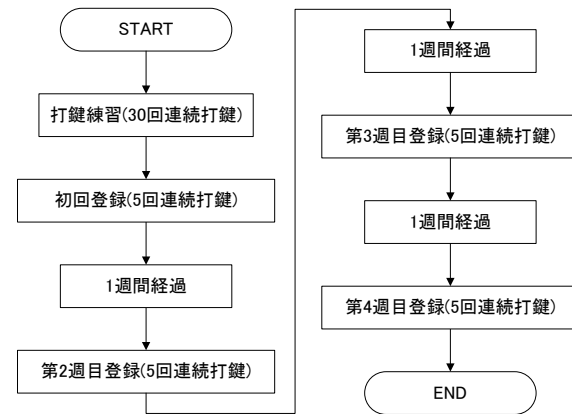 START
打鍵練習(30回連続打鍵)
初回登録(5回連続打鍵)
1週間経過
第2週目登録(5回連続打鍵)
1週間経過
第3週目登録(5回連続打鍵)
1週間経過
第4週目登録(5回連続打鍵)
END